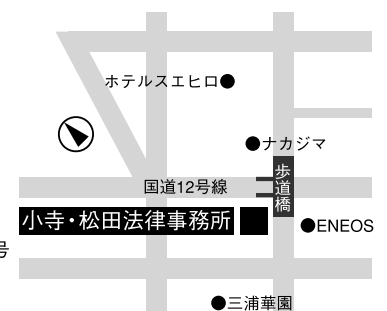 ホテルスエヒロ●
●ナカジマ
歩道橋
国道12号線
小寺・松田法律事務所
●ENEOS
号
●三浦華園